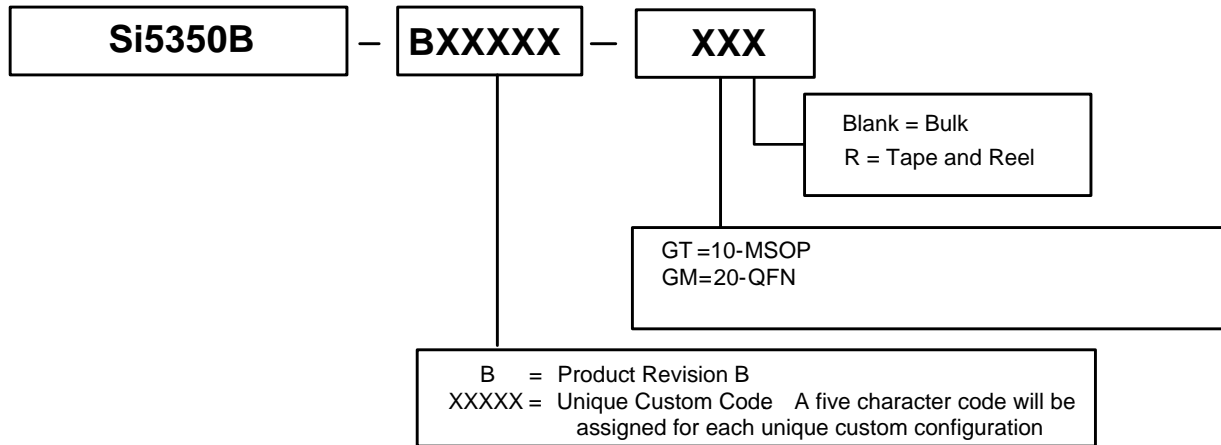 Si5350B – BXXXXX – XXX
Blank = Bulk
R = Tape and Reel
GT =10-MSOP
GM=20-QFN
B = Product Revision B
XXXXX = Unique Custom Code A five character code will be
assigned for each unique custom configuration